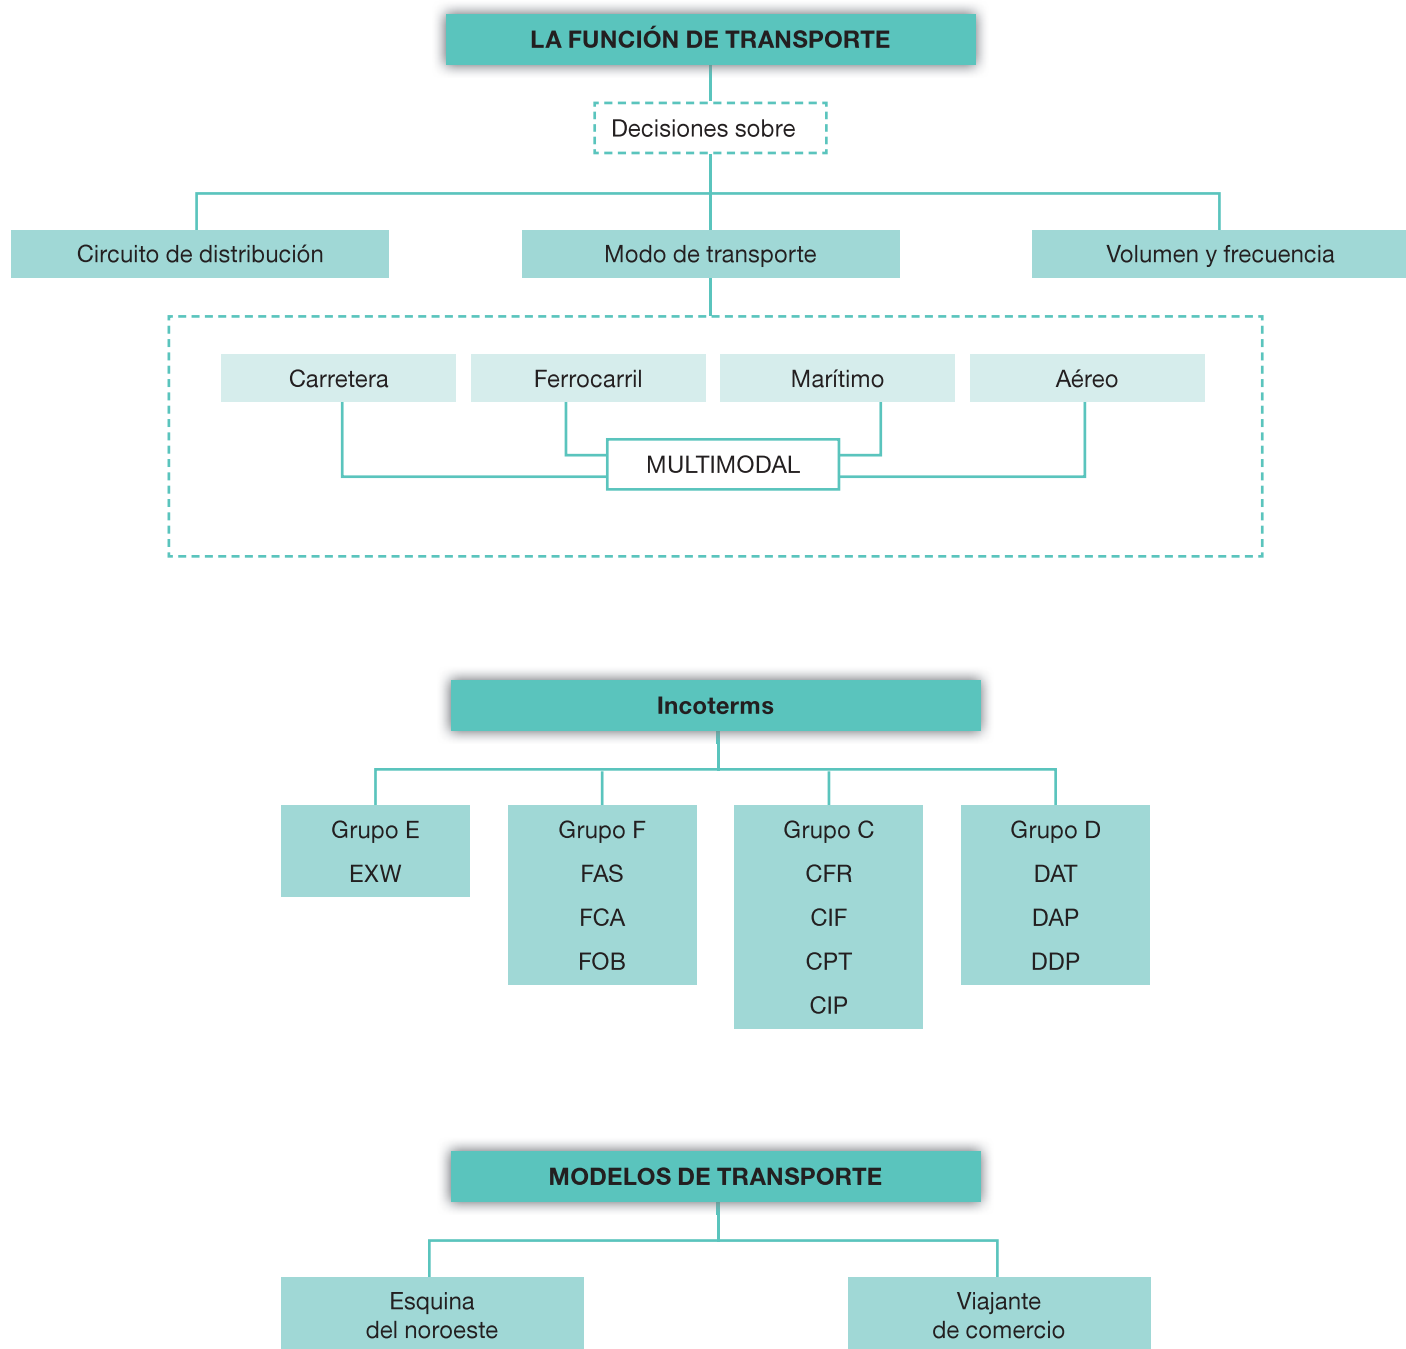 LA FUNCIÓN DE TRANSPORTE
Decisiones sobre
Circuito de distribución
Modo de transporte
Volumen y frecuencia
Carretera
Ferrocarril
Marítimo
Aéreo
MULTIMODAL
Incoterms
Grupo E
EXW
Grupo F
FAS
FCA
FOB
Grupo C
CFR
CIF
CPT
CIP
Grupo D
DAT
DAP
DDP
MODELOS DE TRANSPORTE
Esquina
del noroeste
Viajante
de comercio